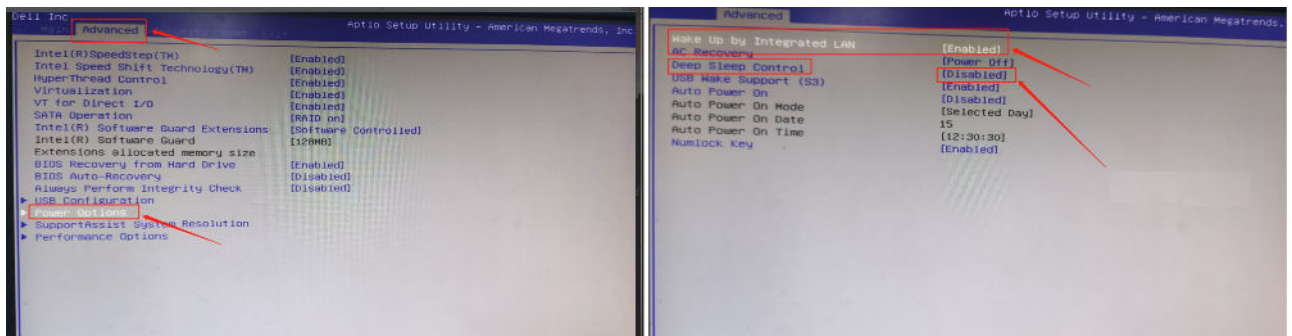 Dell Inc
Aptio Setup Utility - American Megatrends, Inc
Main Advanced
Intel(R)SpeedStep(TM) [Enabled]
Intel Speed Shift Technology(TM) [Enabled]
HyperThread Control [Enabled]
Virtualization [Enabled]
VT for Direct I/O [Enabled]
SATA Operation [RAID on]
Intel(R) Software Guard Extensions [Software Controlled]
Intel(R) Software Guard [128MB]
Extensions allocated memory size
BIOS Recovery from Hard Drive [Enabled]
BIOS Auto-Recovery [Disabled]
Always Perform Integrity Check [Disabled]
USB Configuration
Power Options
SupportAssist System Resolution
Performance Options
Aptio Setup Utility - American Megatrends,
Advanced
Wake Up by Integrated LAN [Enabled]
AC Recovery [Power Off]
Deep Sleep Control [Disabled]
USB Wake Support (S3) [Enabled]
Auto Power On [Disabled]
Auto Power On Mode [Selected Day]
Auto Power On Date 15
Auto Power On Time [12:30:30]
Numlock Key [Enabled]